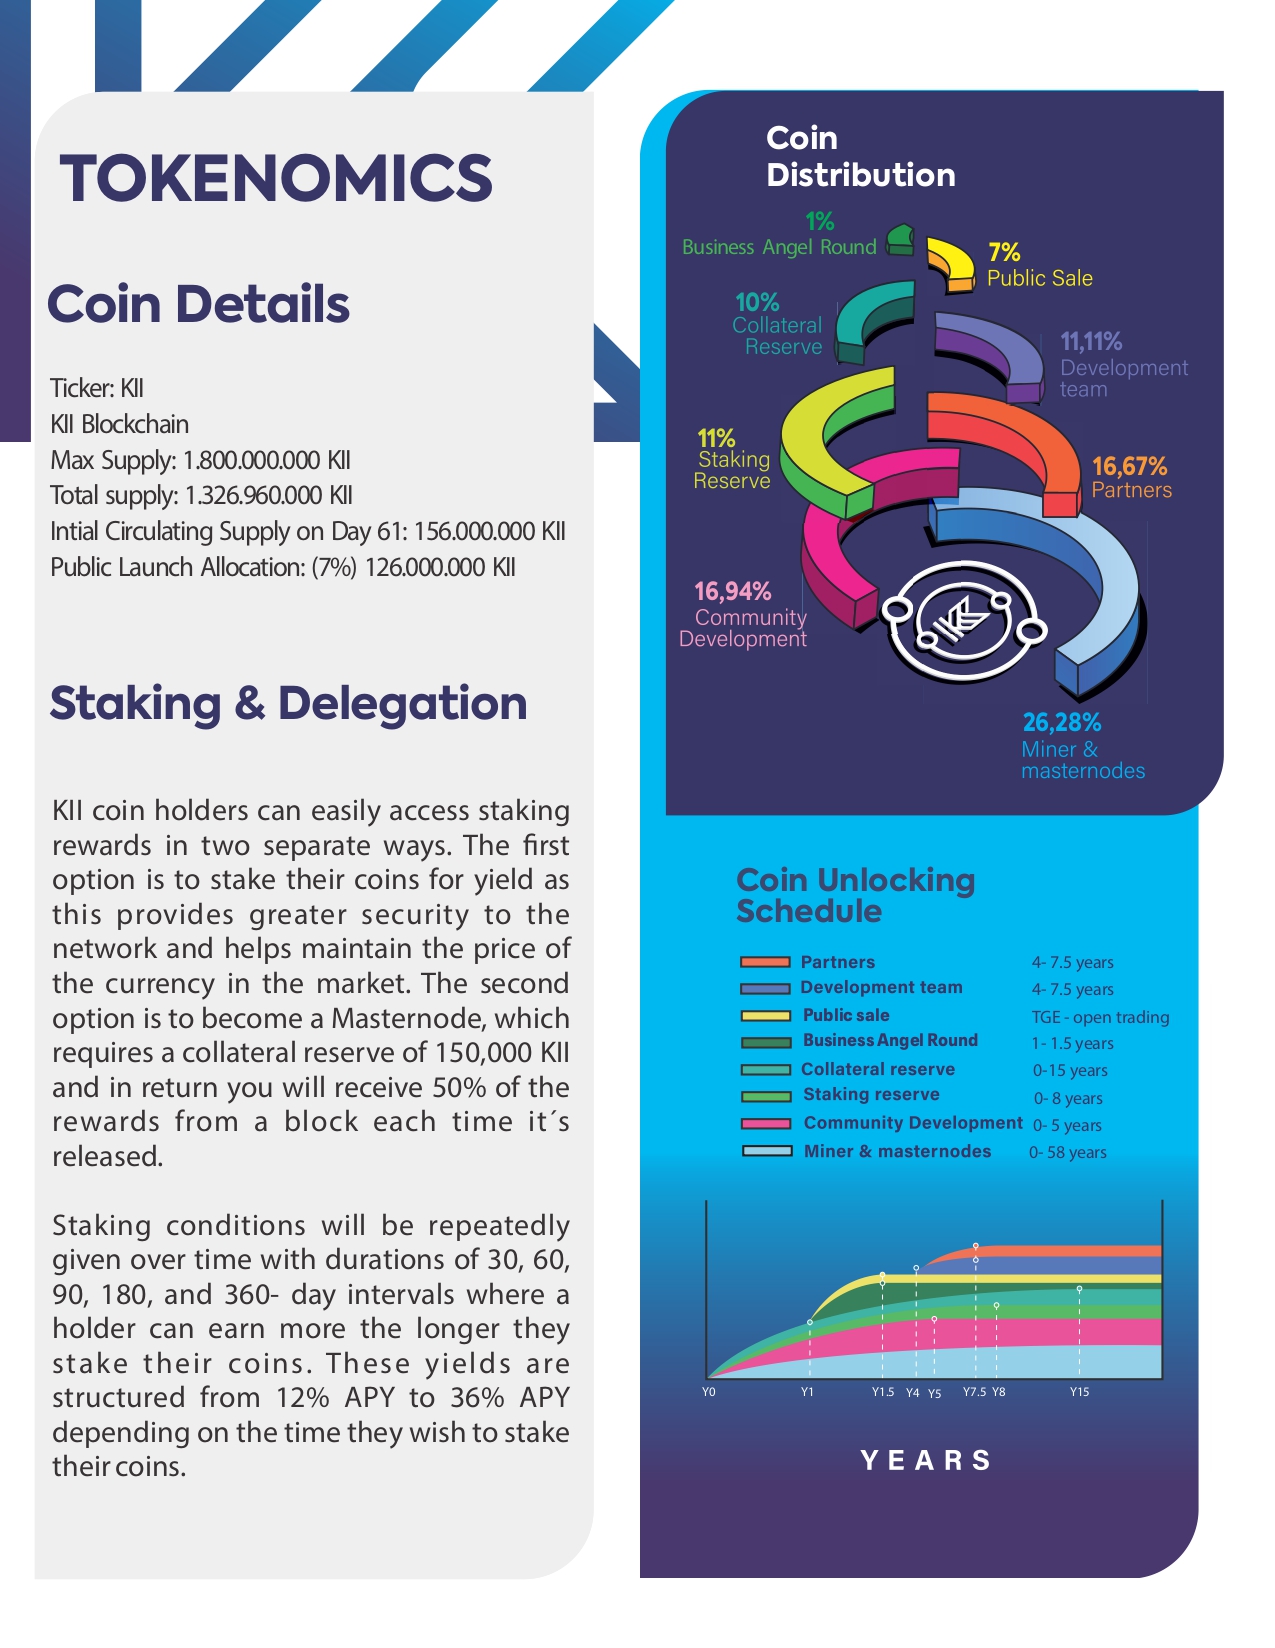 TOKENOMICS
Coin Details
Ticker: KII
KII Blockchain
Max Supply: 1.800.000.000 KII
Total supply: 1.326.960.000 KII
Intial Circulating Supply on Day 61: 156.000.000 KII
Public Launch Allocation: (7%) 126.000.000 KII
Staking & Delegation
KII coin holders can easily access staking
rewards in two separate ways. The first
option is to stake their coins for yield as
this provides greater security to the
network and helps maintain the price of
the currency in the market. The second
option is to become a Masternode, which
requires a collateral reserve of 150,000 KII
and in return you will receive 50% of the
rewards from a block each time it´s
released.
Staking conditions will be repeatedly
given over time with durations of 30, 60,
90, 180, and 360- day intervals where a
holder can earn more the longer they
stake their coins. These yields are
structured from 12% APY to 36% APY
depending on the time they wish to stake
their coins.
Coin
Distribution
1%
Business Angel Round
7%
Public Sale
10%
Collateral
Reserve
11,11%
Development
team
11%
Staking
Reserve
16,67%
Partners
16,94%
Community
Development
26,28%
Miner &
masternodes
Coin Unlocking
Schedule
Partners 4- 7.5 years
Development team 4- 7.5 years
Public sale TGE - open trading
Business Angel Round 1- 1.5 years
Collateral reserve 0-15 years
Staking reserve 0- 8 years
Community Development 0- 5 years
Miner & masternodes 0- 58 years
Y0 Y1 Y1.5 Y4 Y5 Y7.5 Y8 Y15
YEARS